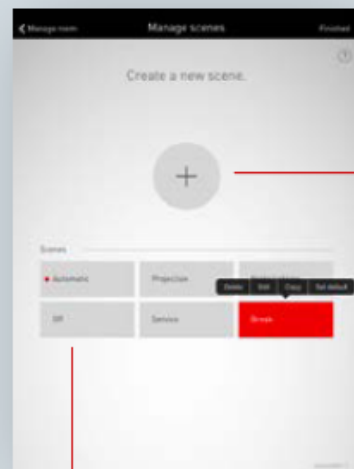 Manage room Manage scenes Finished
?
Create a new scene.
+
Scenes
Automatic Projection
Delete Edit Copy Set default
Off Service Break